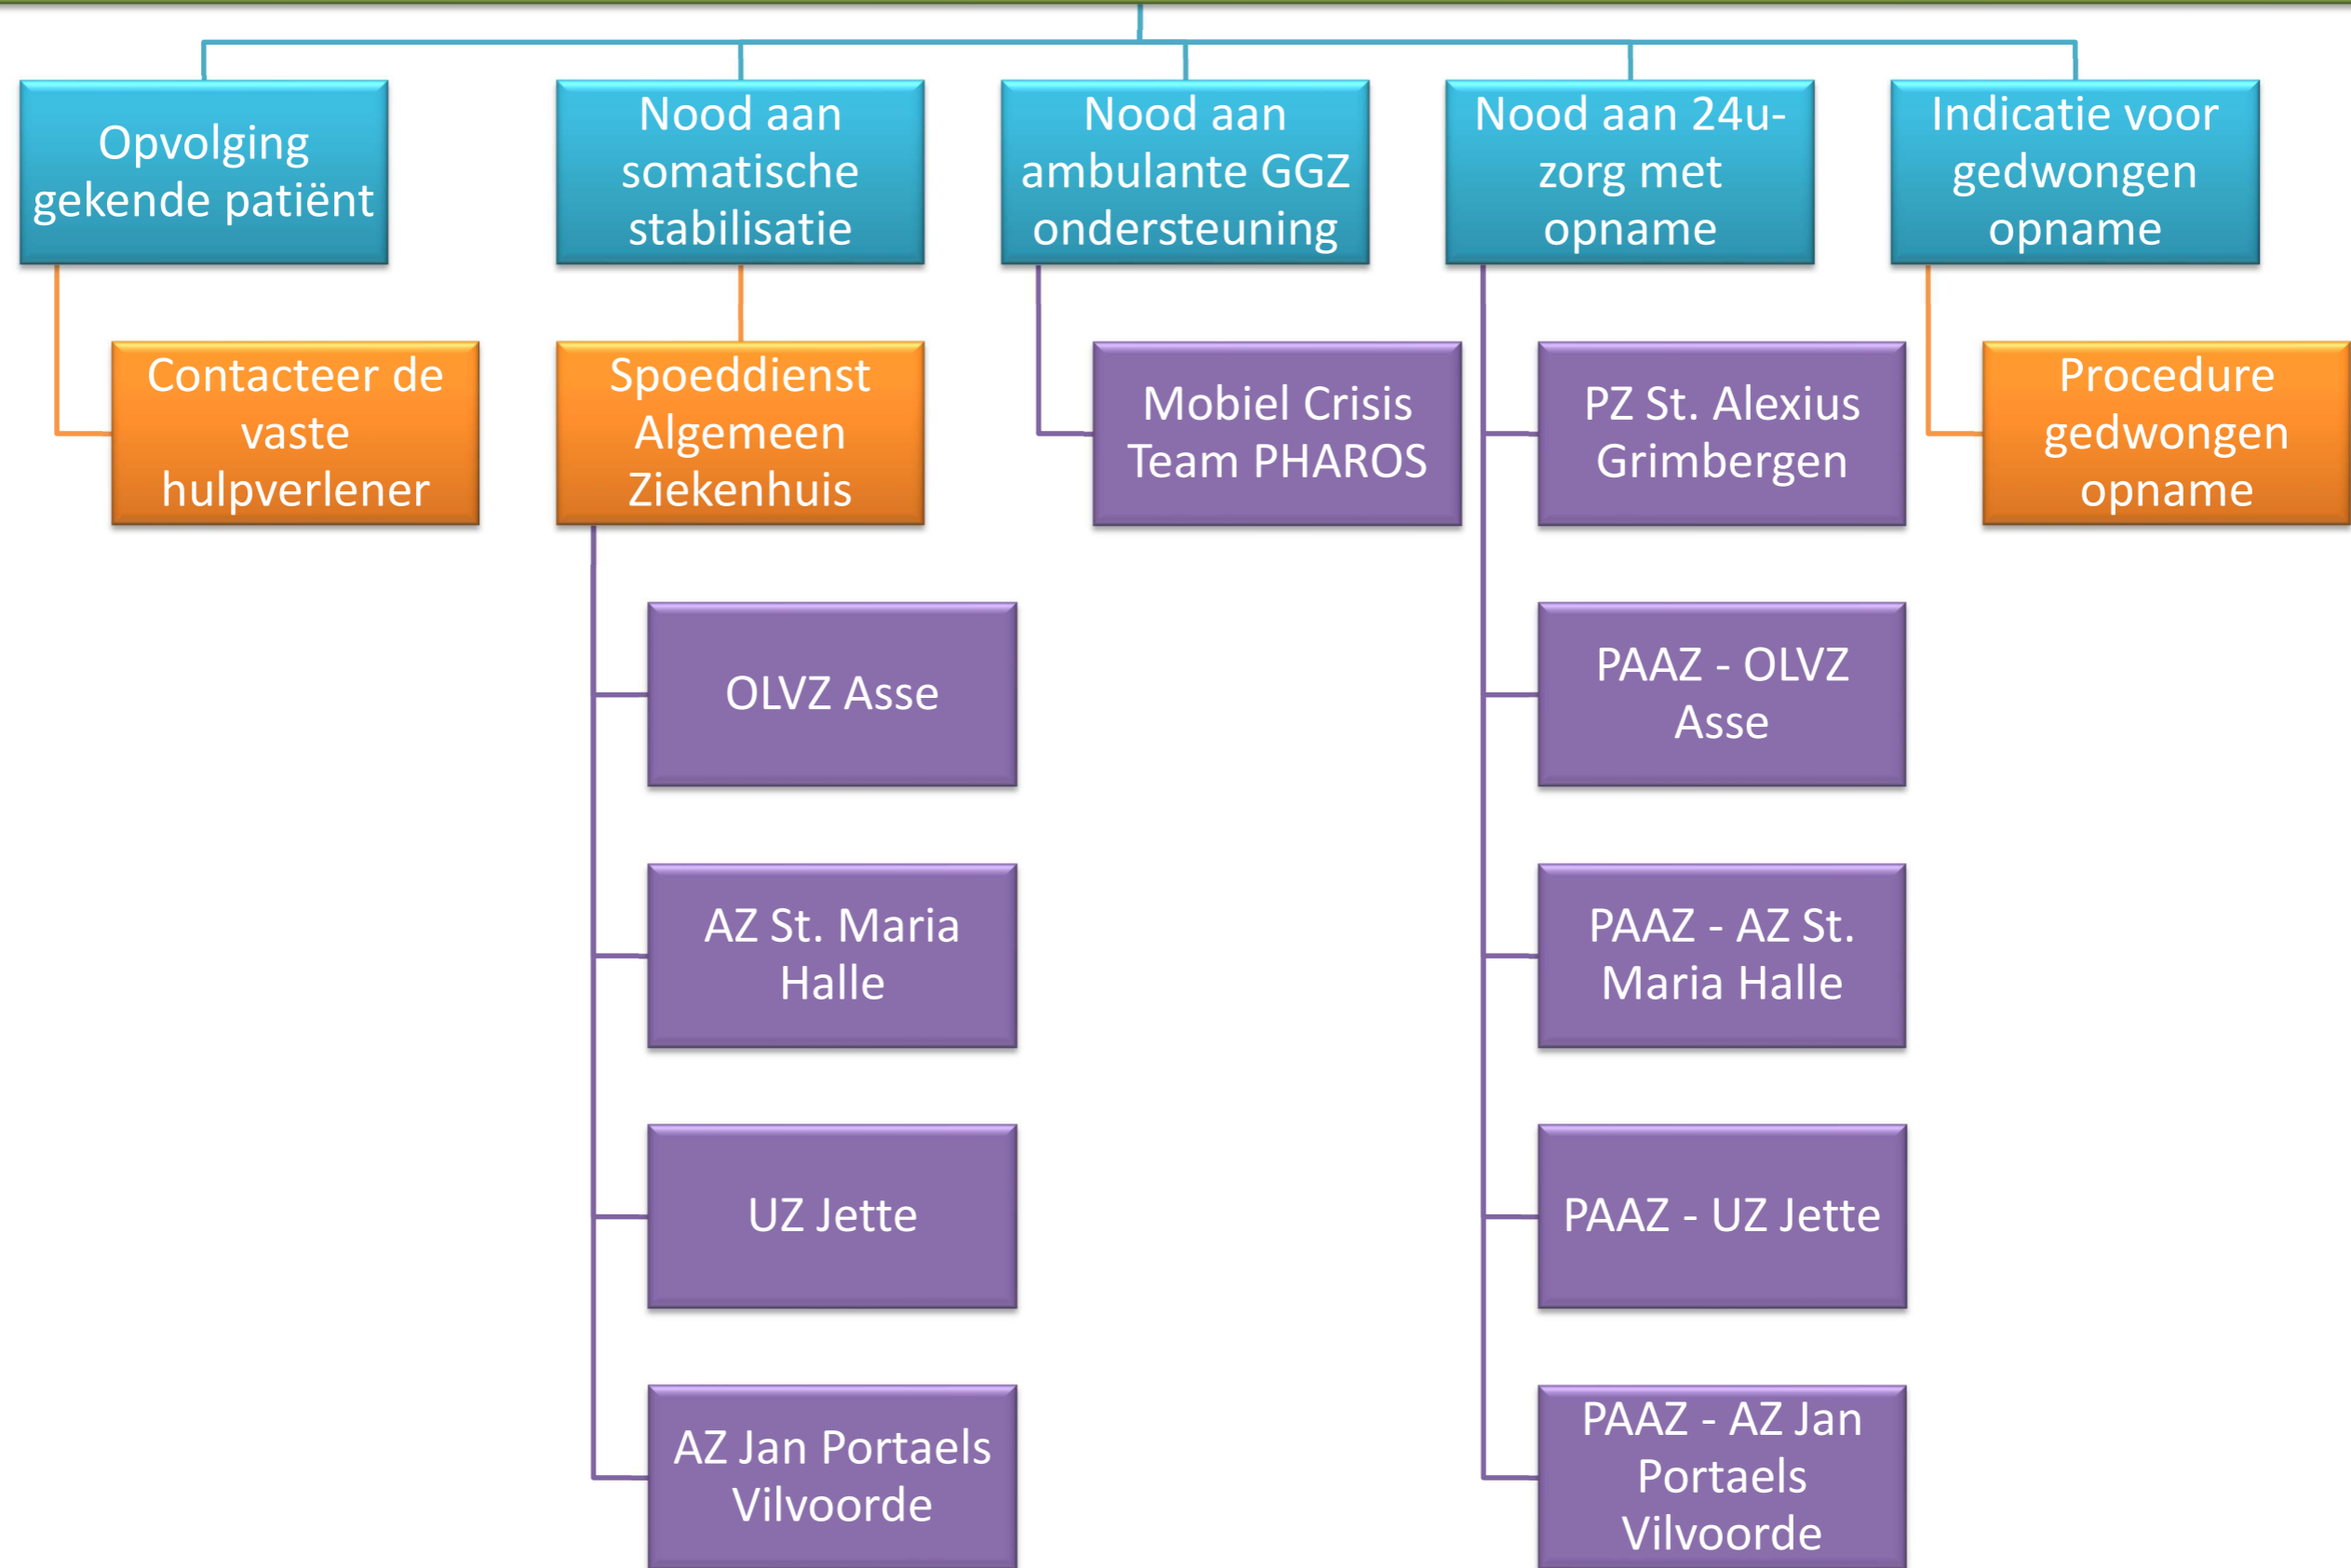 Opvolging
gekende patiënt
Nood aan
somatische
stabilisatie
Nood aan
ambulante GGZ
ondersteuning
Nood aan 24u-
zorg met
opname
Indicatie voor
gedwongen
opname
Contacteer de
vaste
hulpverlener
Spoeddienst
Algemeen
Ziekenhuis
Mobiel Crisis
Team PHAROS
PZ St. Alexius
Grimbergen
Procedure
gedwongen
opname
OLVZ Asse
PAAZ - OLVZ
Asse
AZ St. Maria
Halle
PAAZ - AZ St.
Maria Halle
UZ Jette
PAAZ - UZ Jette
AZ Jan Portaels
Vilvoorde
PAAZ - AZ Jan
Portaels
Vilvoorde